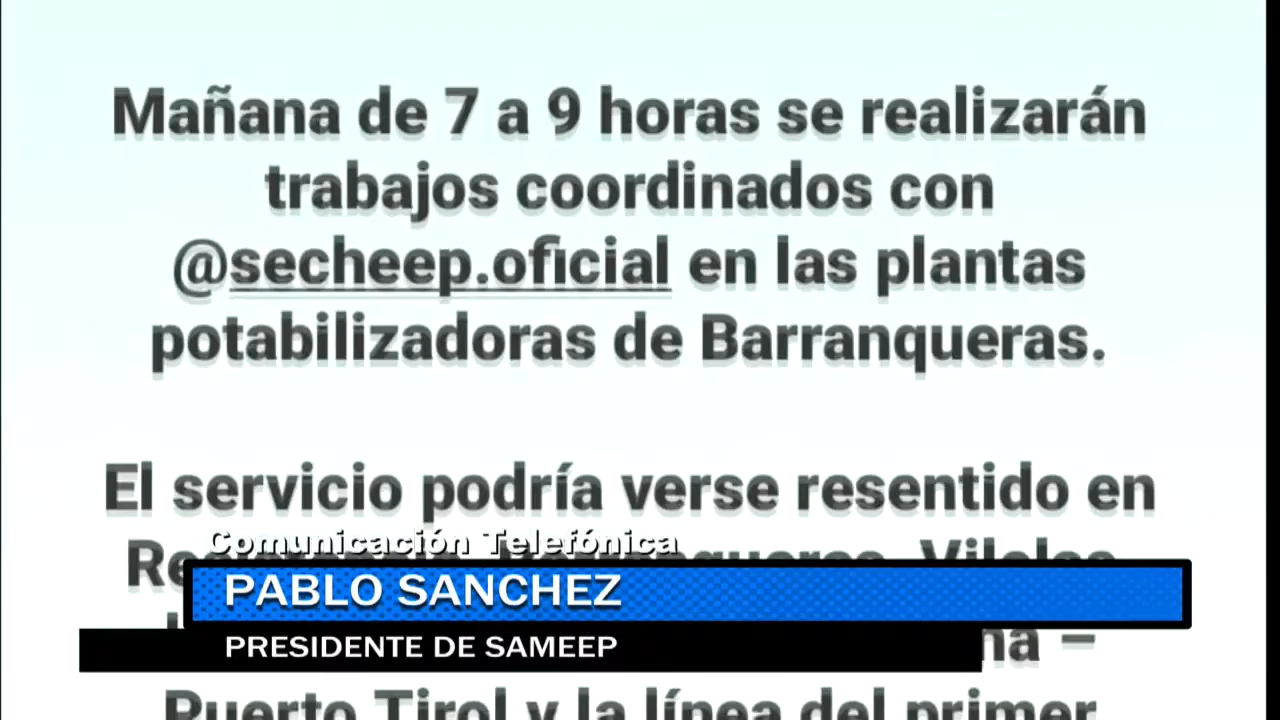 Mañana de 7 a 9 horas se realizarán
trabajos coordinados con
@secheep.oficial en las plantas
potabilizadoras de Barranqueras.
El servicio podría verse resentido en
Comunicación Telefónica
PABLO SANCHEZ
PRESIDENTE DE SAMEEP
Puerto Tirol y la línea del primer